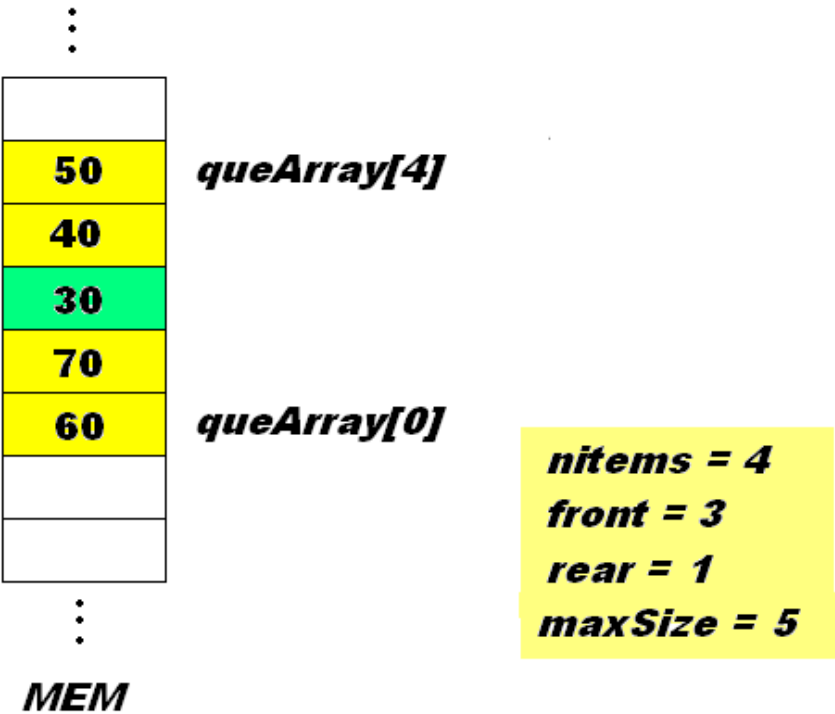 50 queArray[4]
40
30
70
60 queArray[0]
nitems = 4
front = 3
rear = 1
maxSize = 5
MEM